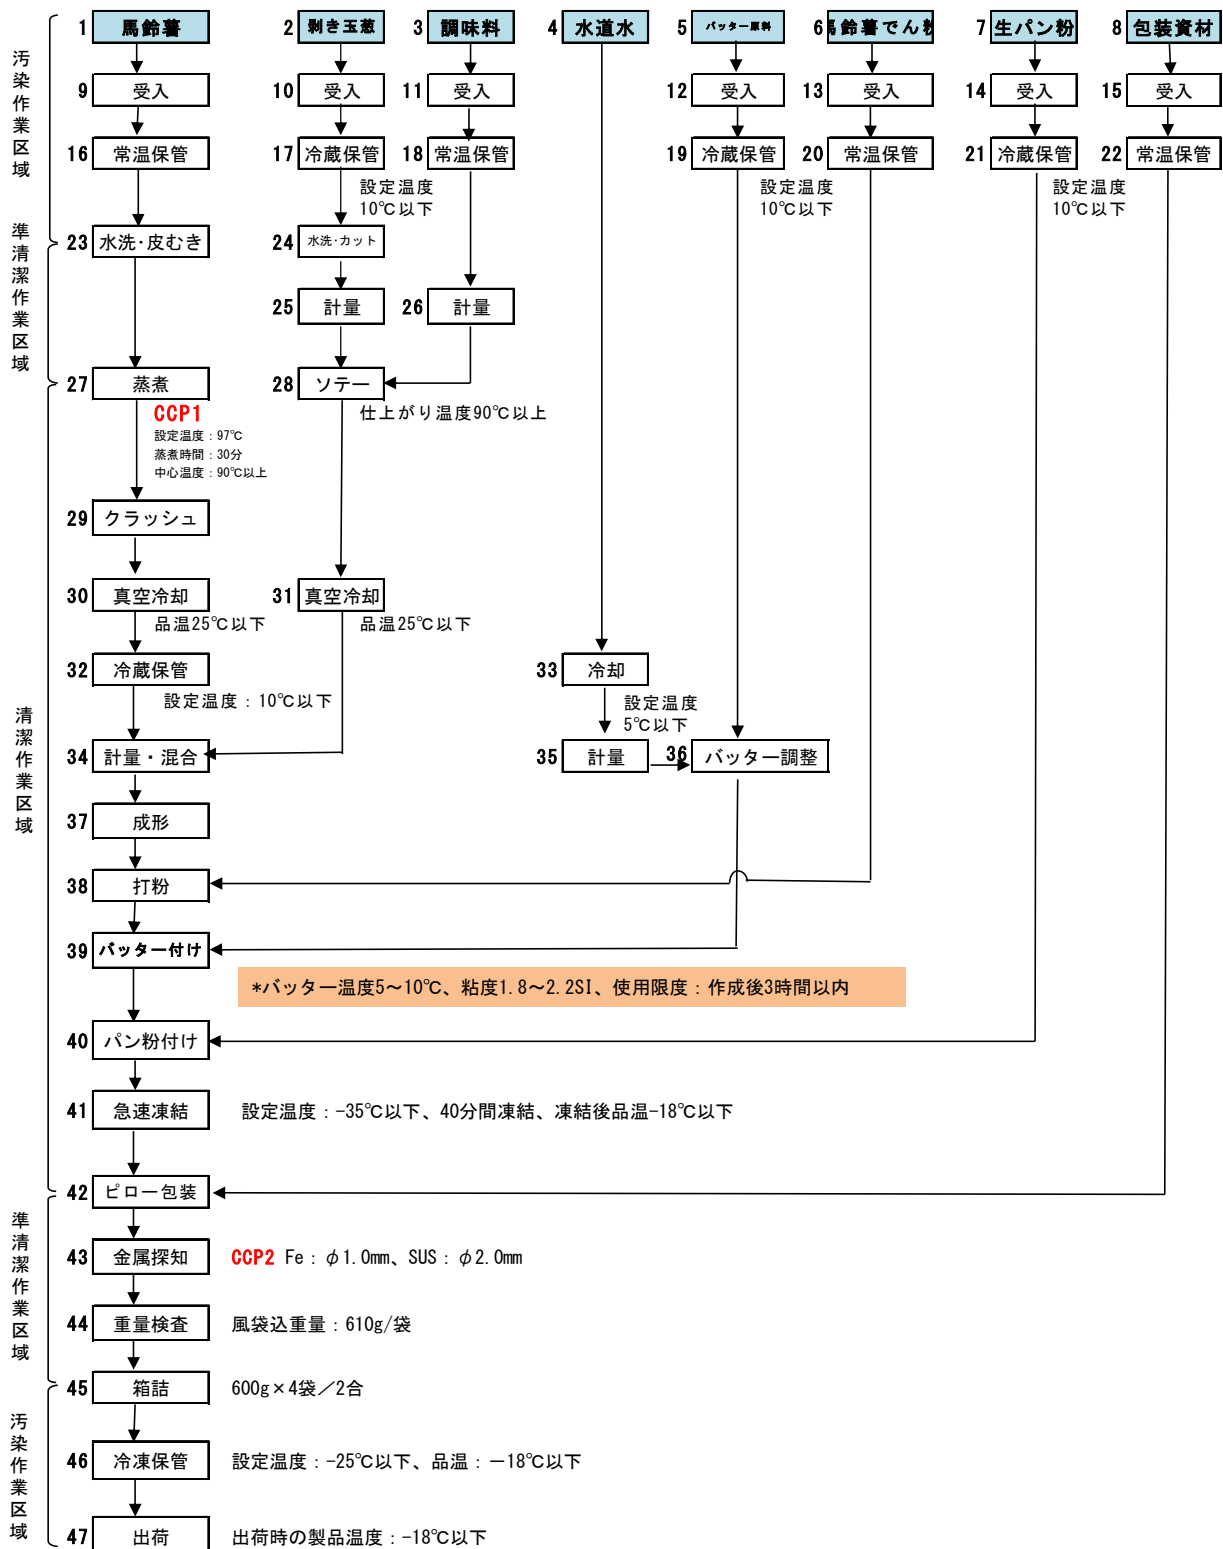 1 馬鈴薯
2 剥き玉葱
3 調味料
4 水道水
5 バッター原料
6 馬鈴薯でん粉
7 生パン粉
8 包装資材
汚染作業区域
9 受入
10 受入
11 受入
12 受入
13 受入
14 受入
15 受入
16 常温保管
17 冷蔵保管
18 常温保管
19 冷蔵保管
20 常温保管
21 冷蔵保管
22 常温保管
設定温度
10℃以下
設定温度
10℃以下
設定温度
10℃以下
準清潔作業区域
23 水洗・皮むき
24 水洗・カット
25 計量
26 計量
27 蒸煮
28 ソテー
CCP1
設定温度：97℃
蒸煮時間：30分
中心温度：90℃以上
仕上がり温度90℃以上
清潔作業区域
29 クラッシュ
30 真空冷却
31 真空冷却
品温25℃以下
品温25℃以下
32 冷蔵保管
33 冷却
設定温度：10℃以下
設定温度
5℃以下
34 計量・混合
35 計量
36 バッター調整
37 成形
38 打粉
39 バッター付け
*バッター温度5～10℃、粘度1.8～2.2SI、使用限度：作成後3時間以内
40 パン粉付け
41 急速凍結 設定温度：-35℃以下、40分間凍結、凍結後品温-18℃以下
42 ピロー包装
準清潔作業区域
43 金属探知 CCP2 Fe：φ1.0mm、SUS：φ2.0mm
44 重量検査 風袋込重量：610g/袋
45 箱詰 600g×4袋／2合
汚染作業区域
46 冷凍保管 設定温度：-25℃以下、品温：－18℃以下
47 出荷 出荷時の製品温度：-18℃以下